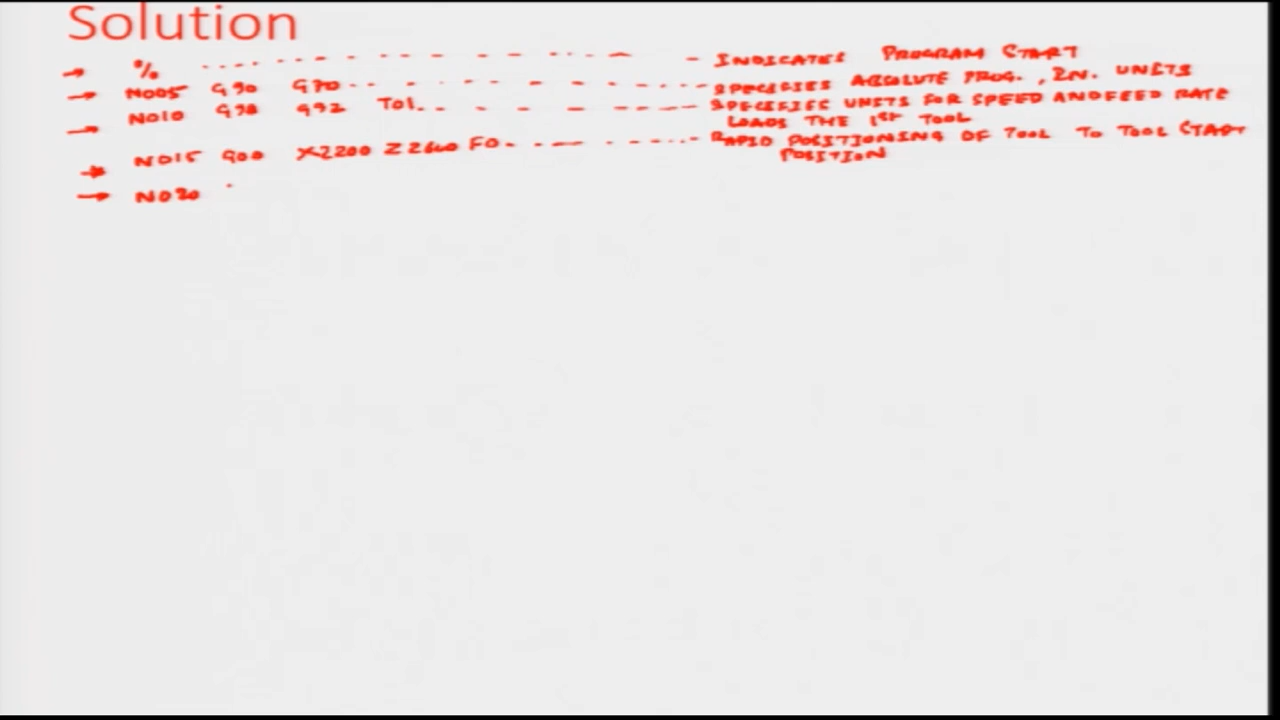 Solution
% - INDICATES PROGRAM START
N005 G90 G70 - SPECIFIES ABSOLUTE PROG. , IN. UNITS
N010 G98 T01 - SPECIFIES UNITS FOR SPEED AND FEED RATE
LOADS THE 1ST TOOL
N015 G00 X2200 Z2600 F0 - RAPID POSITIONING OF TOOL TO TOOL START
POSITION
N020